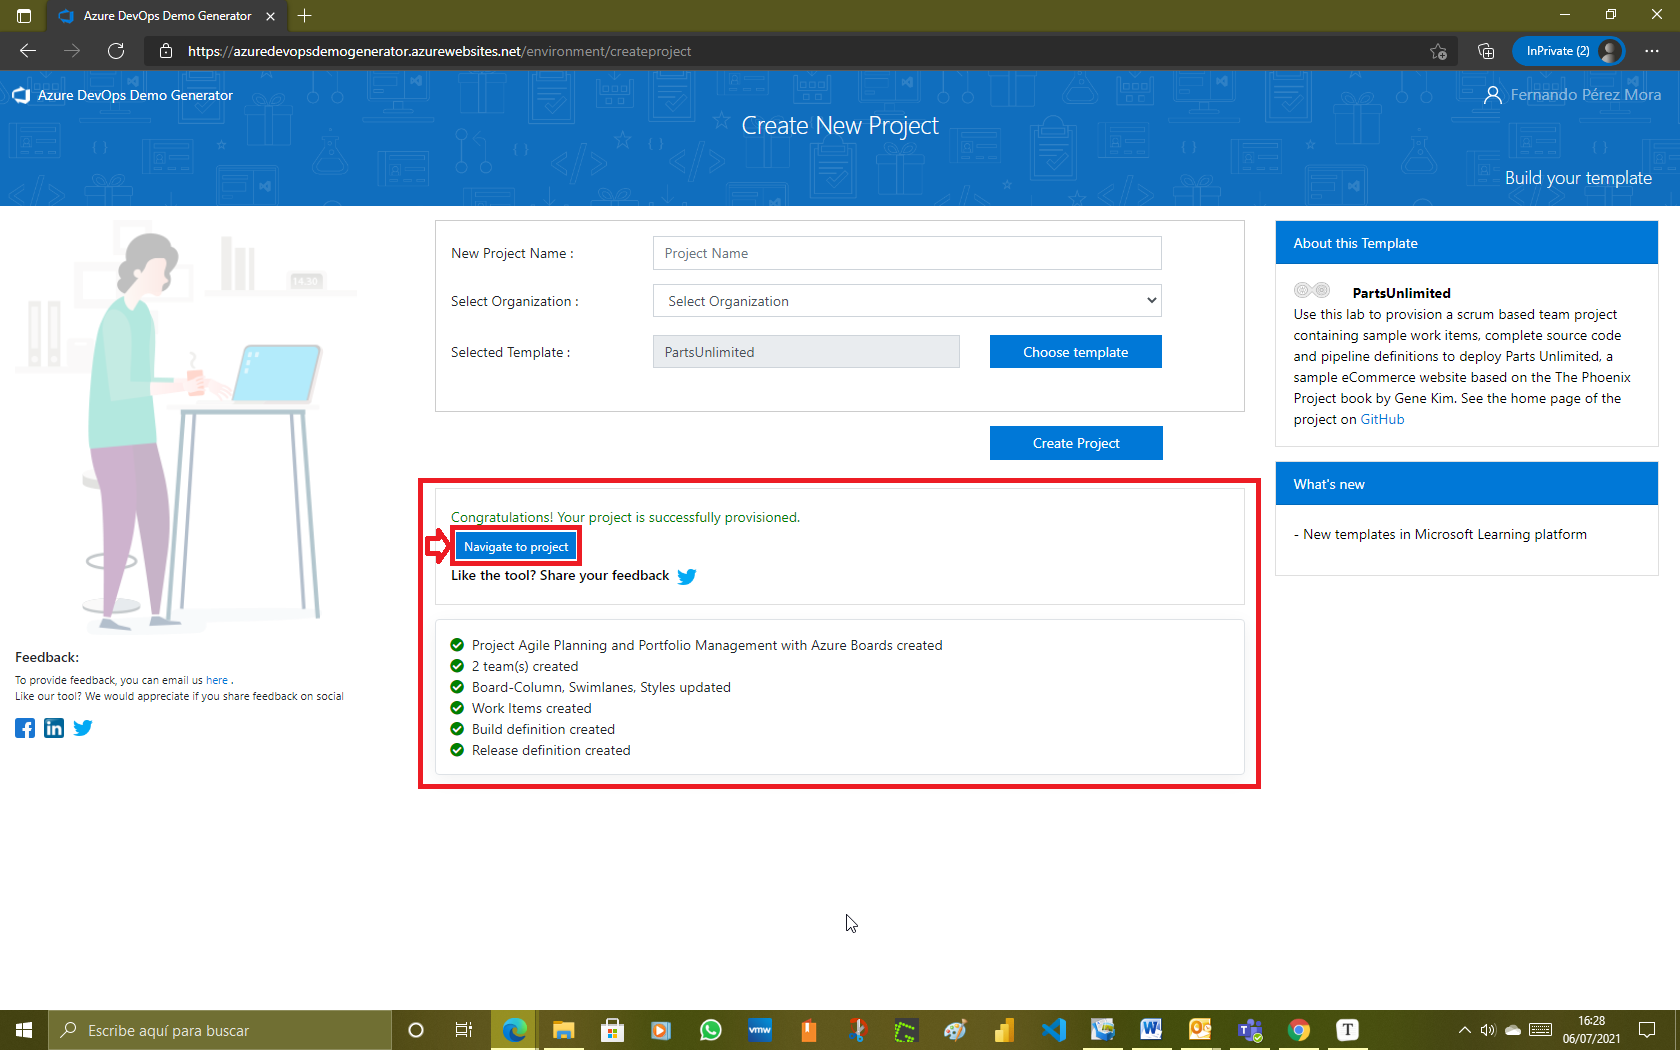 Azure DevOps Demo Generator
https://azuredevopsdemogenerator.azurewebsites.net/environment/createproject
InPrivate (2)
Azure DevOps Demo Generator
Fernando Pérez Mora
Create New Project
Build your template
New Project Name :
Project Name
Select Organization :
Select Organization
Selected Template :
PartsUnlimited
Choose template
Create Project
Congratulations! Your project is successfully provisioned.
Navigate to project
Like the tool? Share your feedback
Project Agile Planning and Portfolio Management with Azure Boards created
2 team(s) created
Board-Column, Swimlanes, Styles updated
Work Items created
Build definition created
Release definition created
About this Template
PartsUnlimited
Use this lab to provision a scrum based team project
containing sample work items, complete source code
and pipeline definitions to deploy Parts Unlimited, a
sample eCommerce website based on the The Phoenix
Project book by Gene Kim. See the home page of the
project on GitHub
What's new
- New templates in Microsoft Learning platform
14.30
Feedback:
To provide feedback, you can email us here .
Like our tool? We would appreciate if you share feedback on social
Escribe aquí para buscar
vmw
16:28
06/07/2021